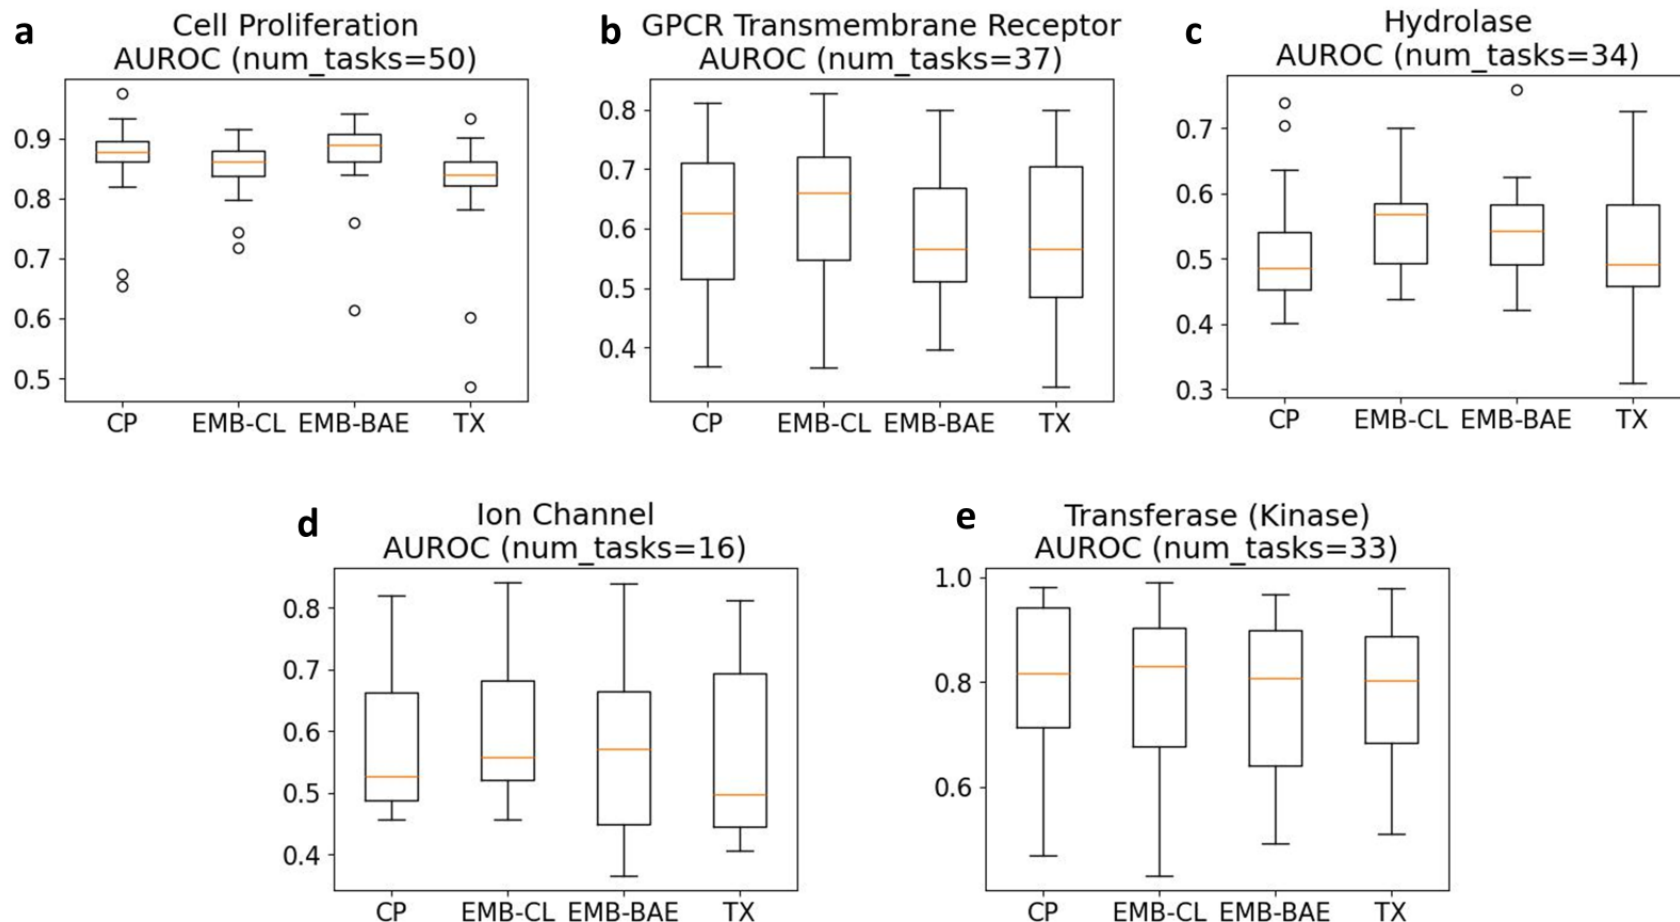 a
Cell Proliferation
AUROC (num_tasks=50)
0.9
0.8
0.7
0.6
0.5
CP EMB-CL EMB-BAE TX
b
GPCR Transmembrane Receptor
AUROC (num_tasks=37)
0.8
0.7
0.6
0.5
0.4
CP EMB-CL EMB-BAE TX
c
Hydrolase
AUROC (num_tasks=34)
0.7
0.6
0.5
0.4
0.3
CP EMB-CL EMB-BAE TX
d
Ion Channel
AUROC (num_tasks=16)
0.8
0.7
0.6
0.5
0.4
CP EMB-CL EMB-BAE TX
e
Transferase (Kinase)
AUROC (num_tasks=33)
1.0
0.8
0.6
CP EMB-CL EMB-BAE TX